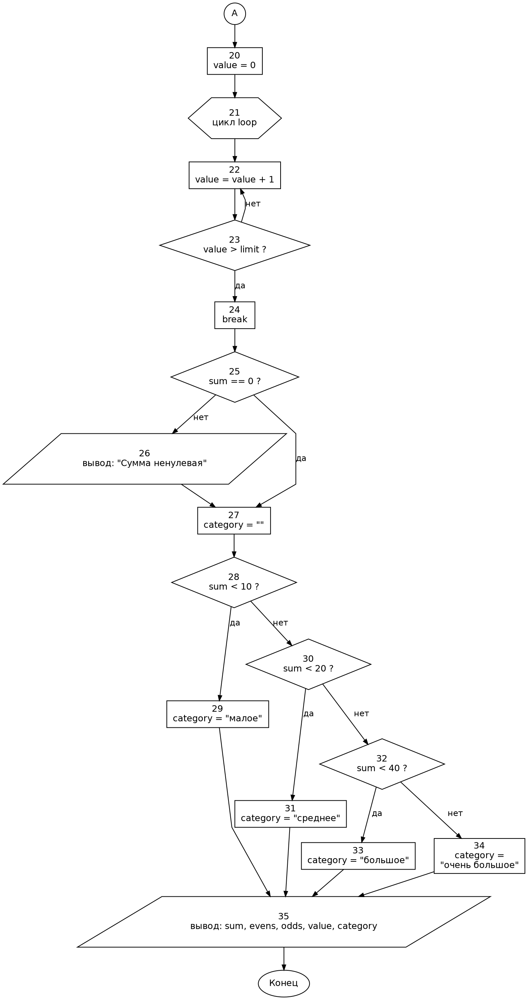 A
20
value = 0
21
цикл loop
22
value = value + 1
нет
23
value > limit ?
да
24
break
25
sum == 0 ?
нет
26
вывод: "Сумма ненулевая"
да
27
category = ""
28
sum < 10 ?
да
нет
30
sum < 20 ?
29
category = "малое"
да
нет
32
sum < 40 ?
31
category = "среднее"
да
нет
33
category = "большое"
34
category =
"очень большое"
35
вывод: sum, evens, odds, value, category
Конец